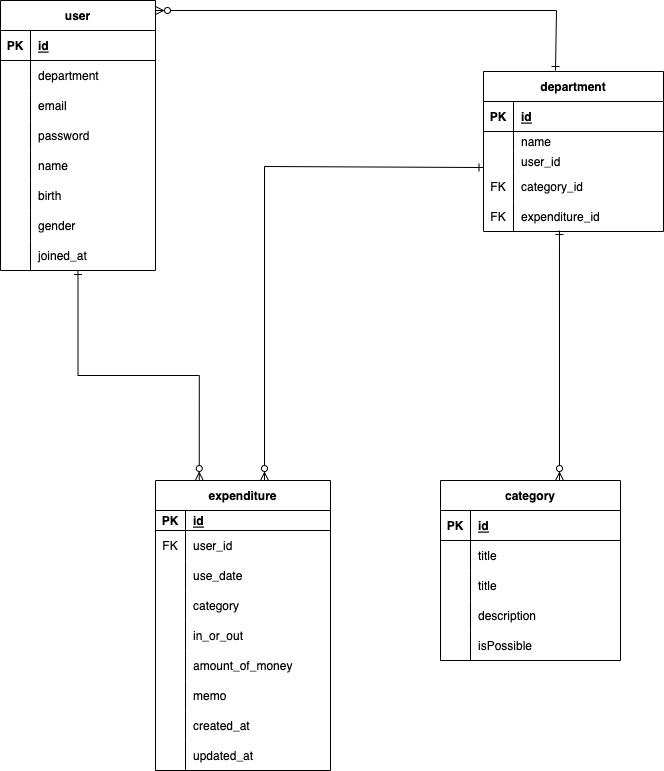 user
PK id
department
email
password
name
birth
gender
joined_at
department
PK id
name
user_id
FK category_id
FK expenditure_id
expenditure
PK id
FK user_id
use_date
category
in_or_out
amount_of_money
memo
created_at
updated_at
category
PK id
title
title
description
isPossible